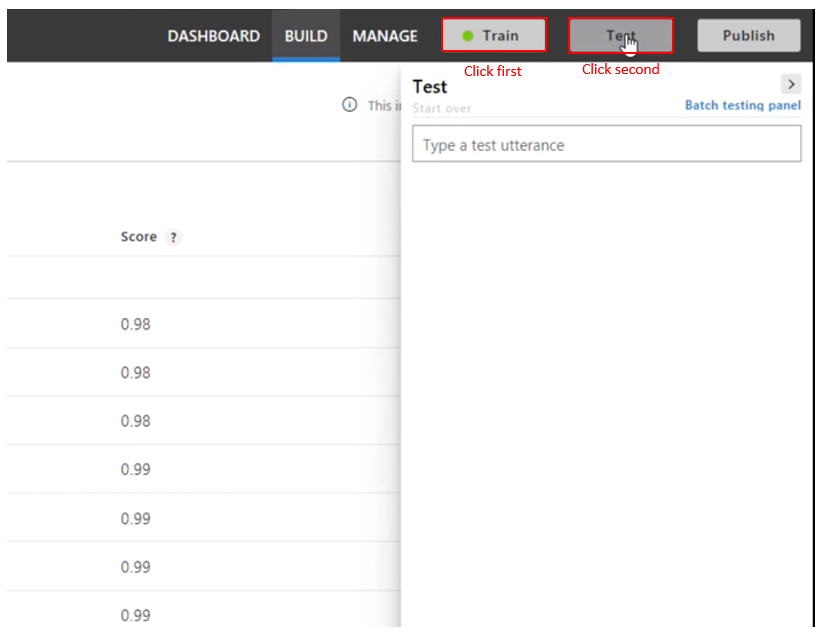 DASHBOARD BUILD MANAGE Train Test Publish
Click first Click second
Test
This i
Start over Batch testing panel
Type a test utterance
Score ?
0.98
0.98
0.98
0.99
0.99
0.99
0.99